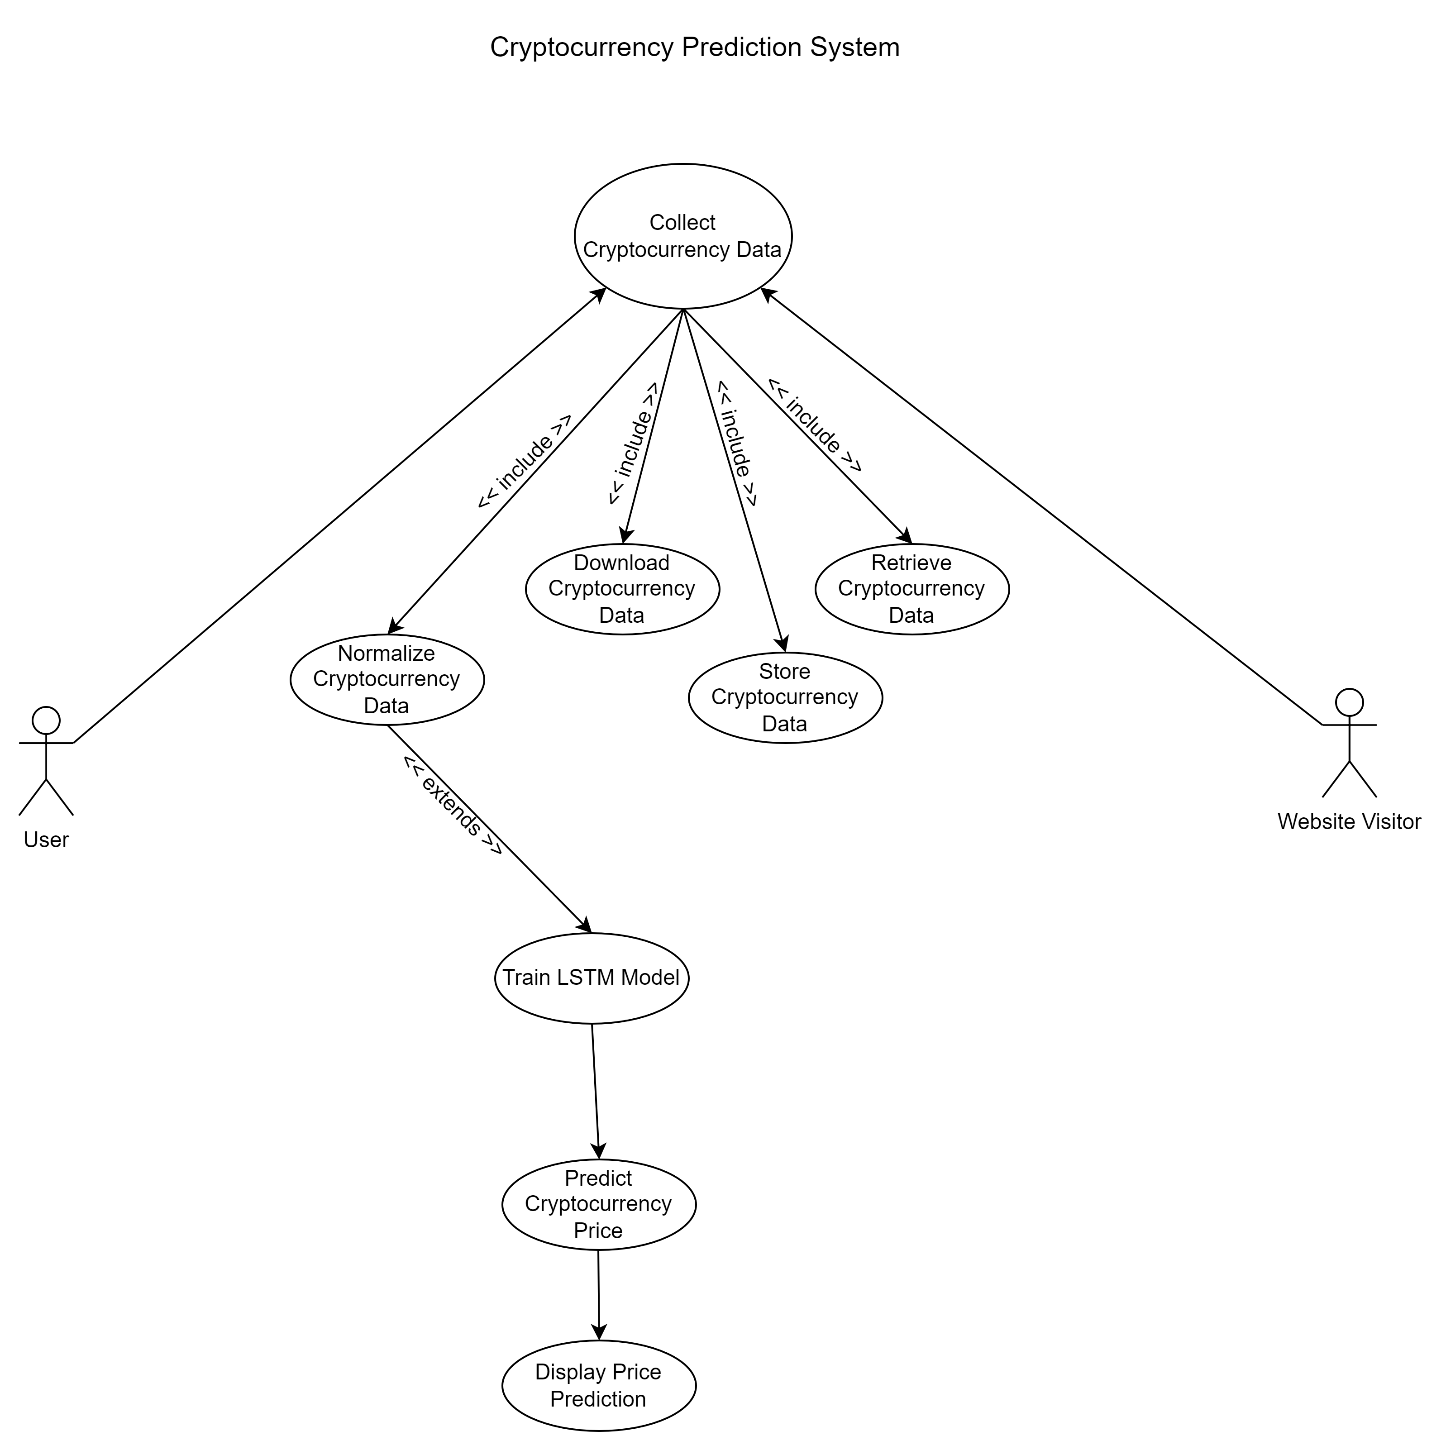 Cryptocurrency Prediction System
Collect
Cryptocurrency Data
<< include >>
<< include >>
<< include >>
<< include >>
Download
Cryptocurrency
Data
Retrieve
Cryptocurrency
Data
Normalize
Cryptocurrency
Data
Store
Cryptocurrency
Data
User
Website Visitor
<< extends >>
Train LSTM Model
Predict
Cryptocurrency
Price
Display Price
Prediction